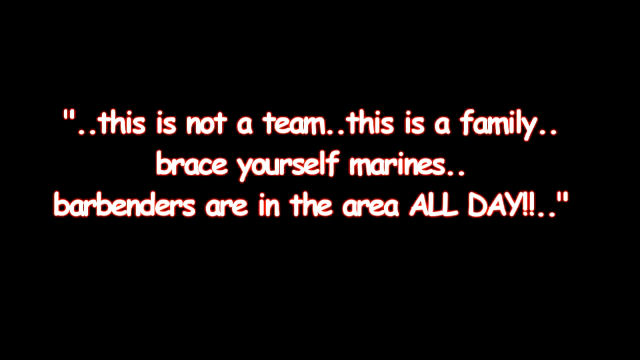 "..this is not a team..this is a family..
brace yourself marines..
barbenders are in the area ALL DAY!!.."